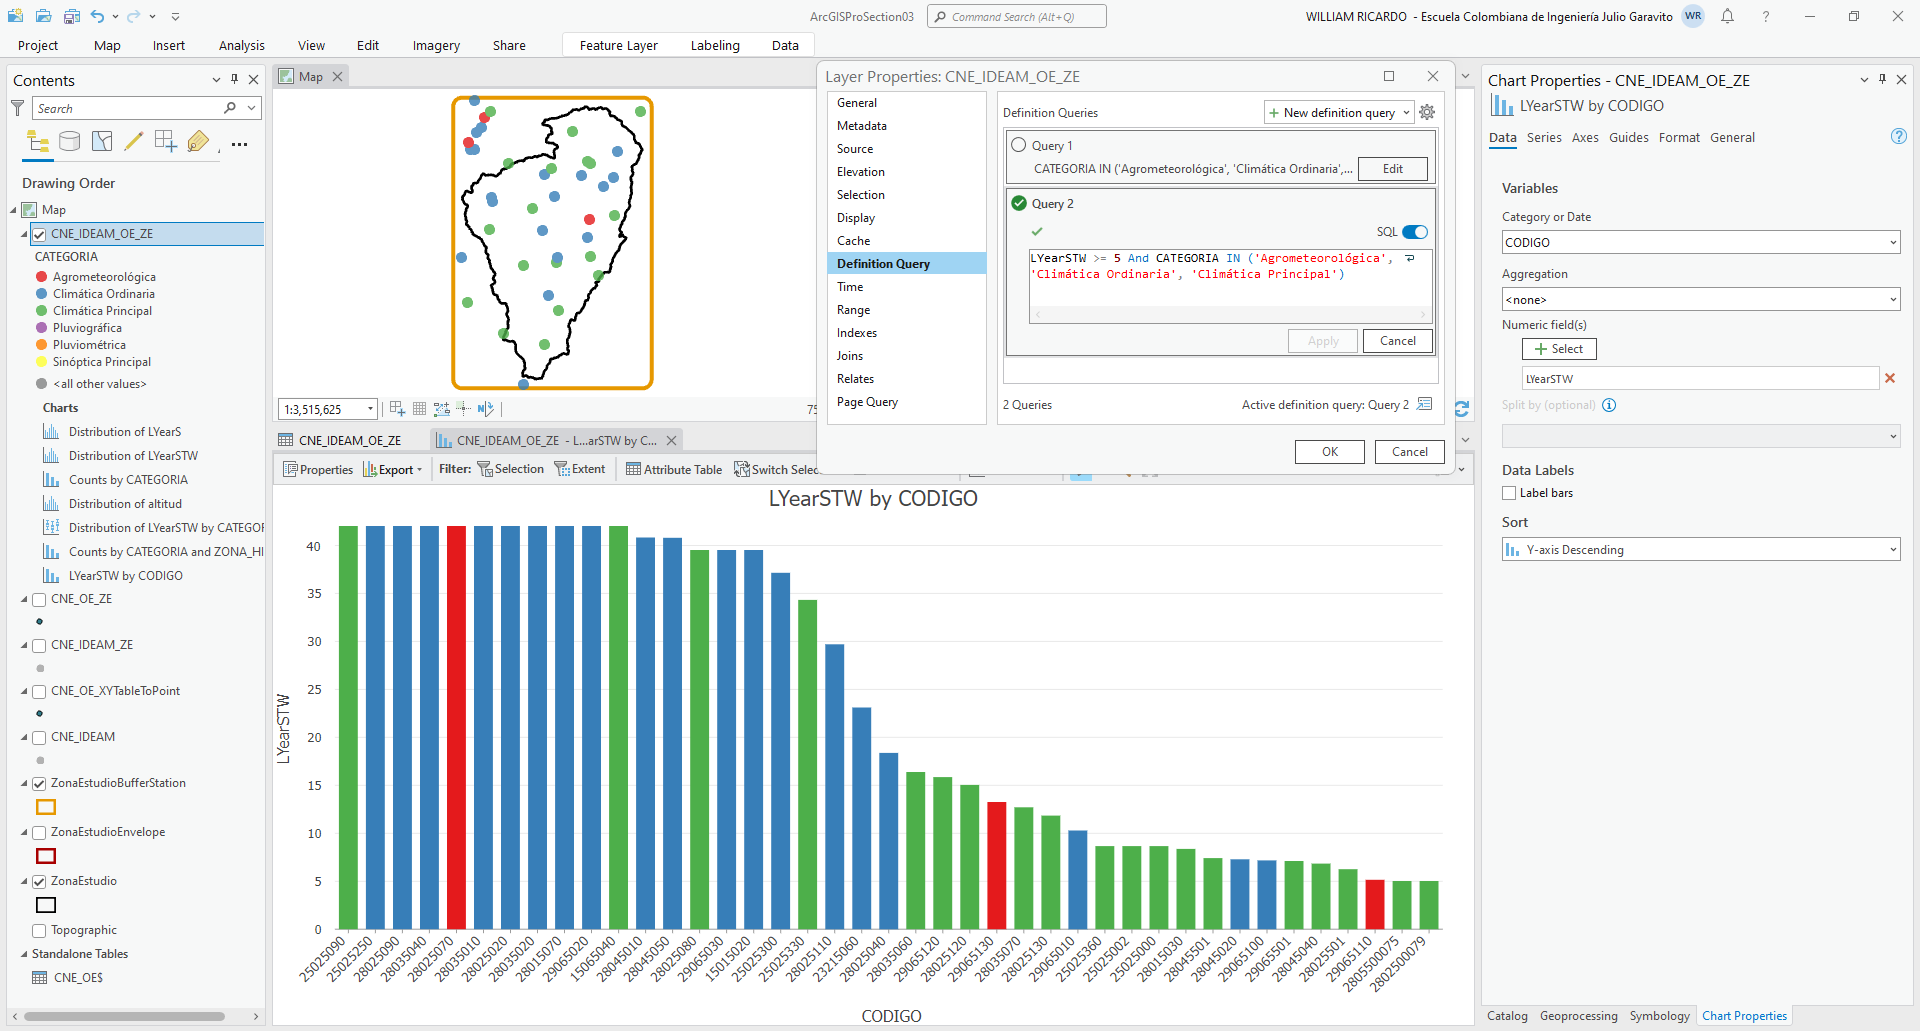 ArcGISProSection03
Command Search (Alt+Q)
WILLIAM RICARDO - Escuela Colombiana de Ingeniería Julio Garavito
WR
?
Project
Map
Insert
Analysis
View
Edit
Imagery
Share
Feature Layer
Labeling
Data
Contents
Search
Drawing Order
Map
CNE_IDEAM_OE_ZE
CATEGORIA
Agrometeorológica
Climática Ordinaria
Climática Principal
Pluviográfica
Pluviométrica
Sinóptica Principal
<all other values>
Charts
Distribution of LYearS
Distribution of LYearSTW
Counts by CATEGORIA
Distribution of altitud
Distribution of LYearSTW by CATEGOR
Counts by CATEGORIA and ZONA_HI
LYearSTW by CODIGO
CNE_OE_ZE
CNE_IDEAM_ZE
CNE_OE_XYTableToPoint
CNE_IDEAM
ZonaEstudioBufferStation
ZonaEstudioEnvelope
ZonaEstudio
Topographic
Standalone Tables
CNE_OE$
Map
1:3,515,625
75
Layer Properties: CNE_IDEAM_OE_ZE
General
Metadata
Source
Elevation
Selection
Display
Cache
Definition Query
Time
Range
Indexes
Joins
Relates
Page Query
Definition Queries
New definition query
Query 1
CATEGORIA IN ('Agrometeorológica', 'Climática Ordinaria',...
Edit
Query 2
SQL
LYearSTW >= 5 And CATEGORIA IN ('Agrometeorológica',
'Climática Ordinaria', 'Climática Principal')
Apply
Cancel
2 Queries
Active definition query: Query 2
OK
Cancel
CNE_IDEAM_OE_ZE
CNE_IDEAM_OE_ZE - L...arSTW by C...
Properties
Export
Filter:
Selection
Extent
Attribute Table
Switch Selec
LYearSTW by CODIGO
LYearSTW
40
35
30
25
20
15
10
5
0
25025090
25025250
28025090
28035040
28025070
28035010
28025020
28035020
28015070
29065020
15065040
28045010
28045050
25025080
29065030
15015020
25025300
25025330
28025110
23215060
28025040
28035060
29065120
28025120
29065130
28035070
28025130
29065010
25025360
25025002
25025000
28015030
28045501
28045020
29065100
29065501
28045040
28025501
29065110
2805500075
2802500079
CODIGO
Chart Properties - CNE_IDEAM_OE_ZE
LYearSTW by CODIGO
Data
Series
Axes
Guides
Format
General
?
Variables
Category or Date
CODIGO
Aggregation
<none>
Numeric field(s)
Select
LYearSTW
Split by (optional)
Data Labels
Label bars
Sort
Y-axis Descending
Catalog
Geoprocessing
Symbology
Chart Properties